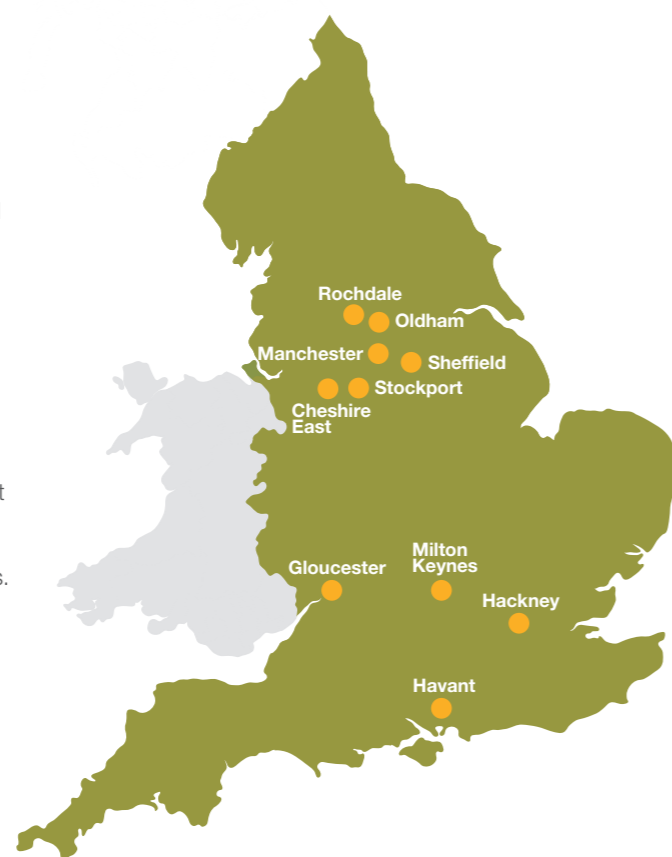 Rochdale
Oldham
Manchester
Sheffield
Stockport
Cheshire
East
Gloucester
Milton
Keynes
Hackney
Havant